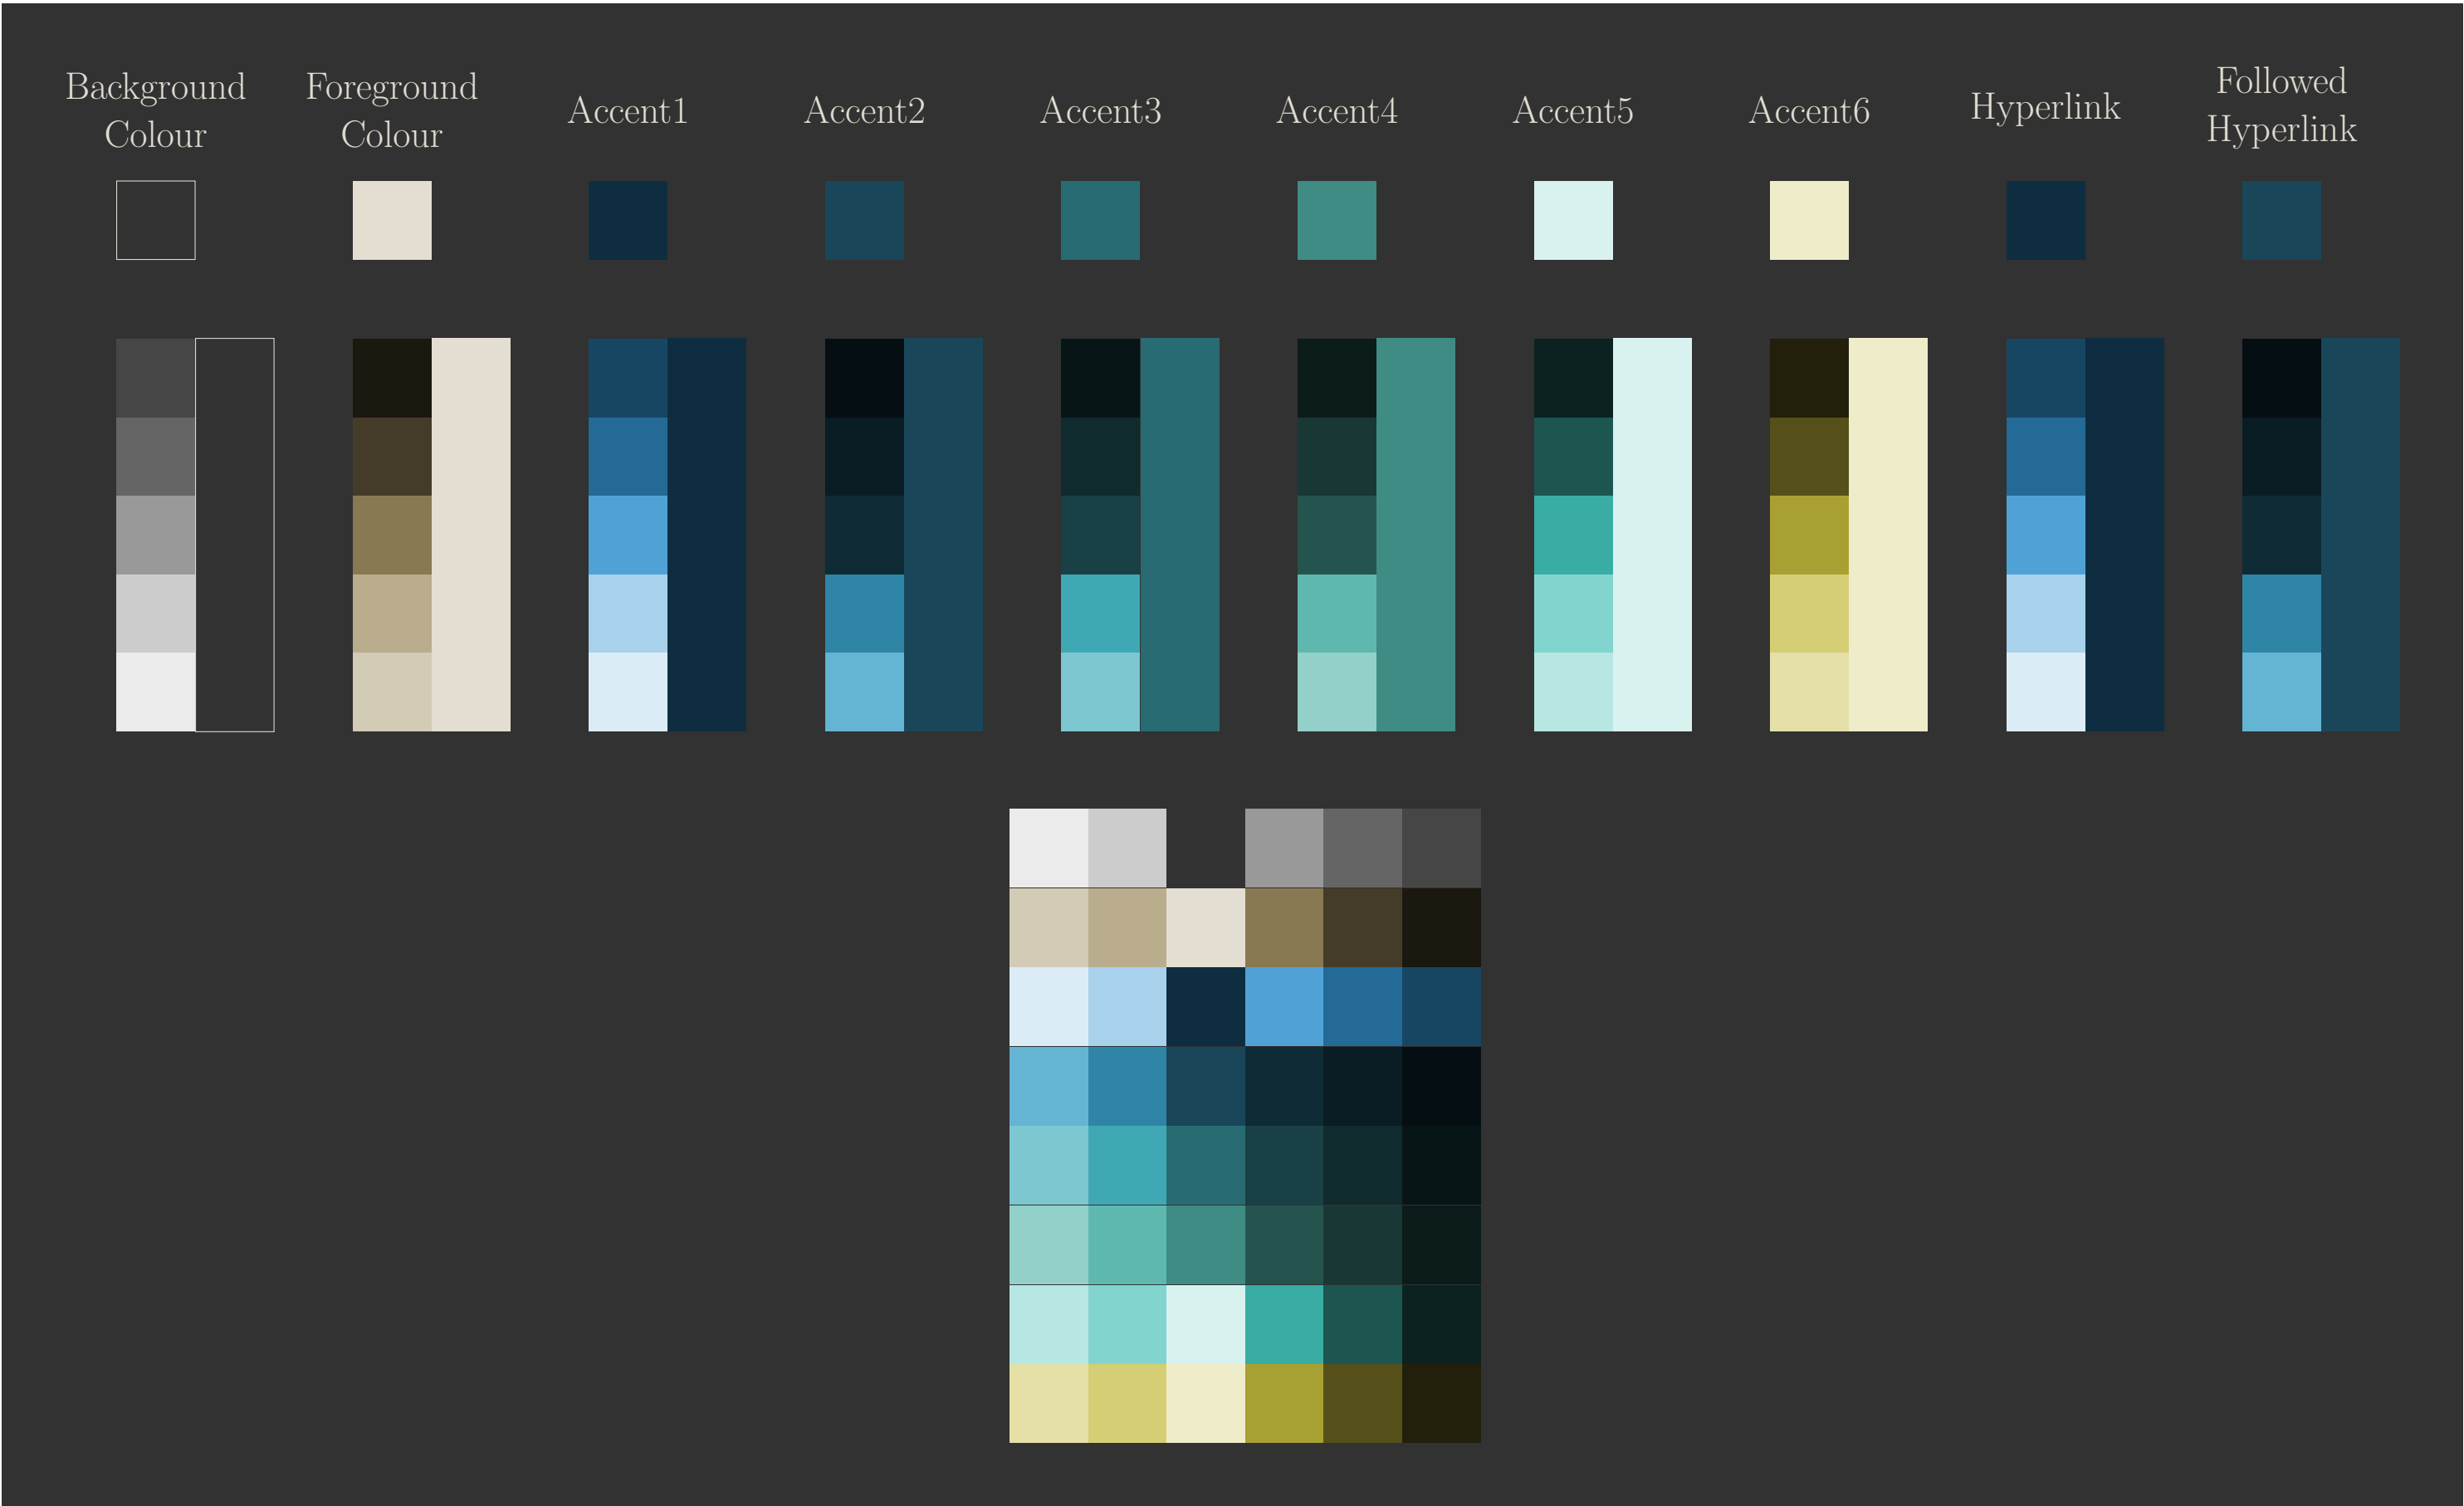 Background
Colour
Foreground
Colour
Accent1
Accent2
Accent3
Accent4
Accent5
Accent6
Hyperlink
Followed
Hyperlink